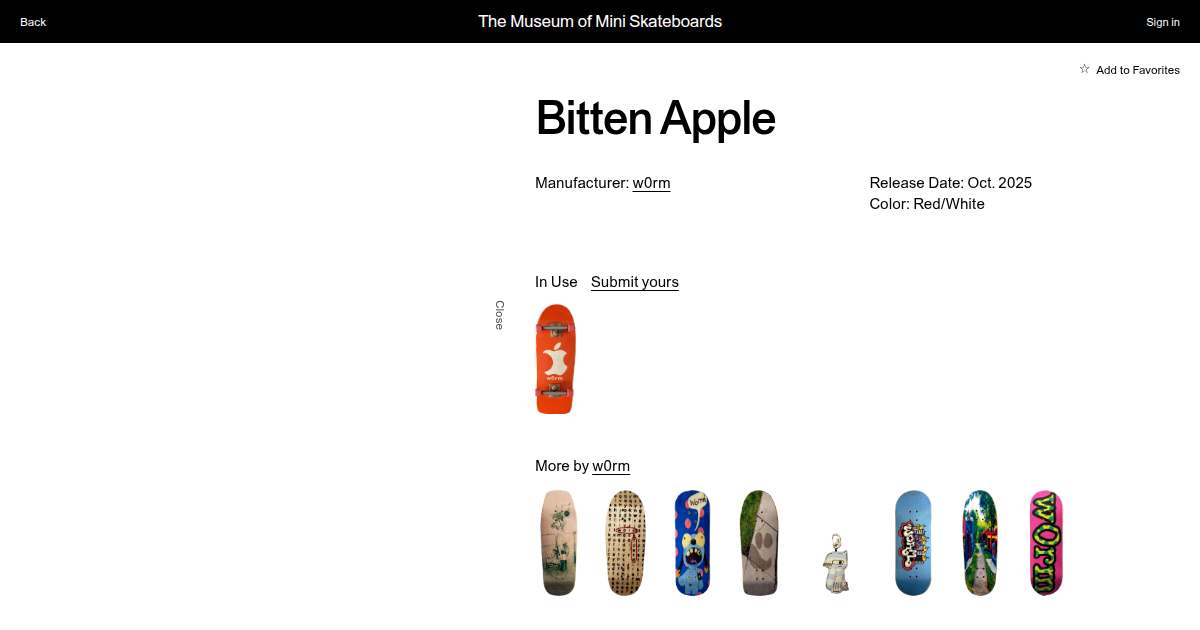 Back
The Museum of Mini Skateboards
Sign in
☆ Add to Favorites
Bitten Apple
Manufacturer: w0rm
Release Date: Oct. 2025
Color: Red/White
In Use Submit yours
Close
w0rm
More by w0rm
w0rm